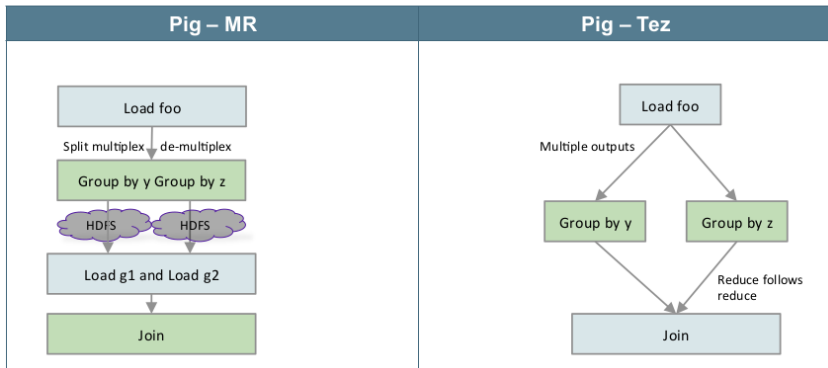 Pig – MR
Load foo
Split multiplex de-multiplex
Group by y Group by z
HDFS HDFS
Load g1 and Load g2
Join
Pig – Tez
Load foo
Multiple outputs
Group by y
Group by z
Reduce follows
reduce
Join